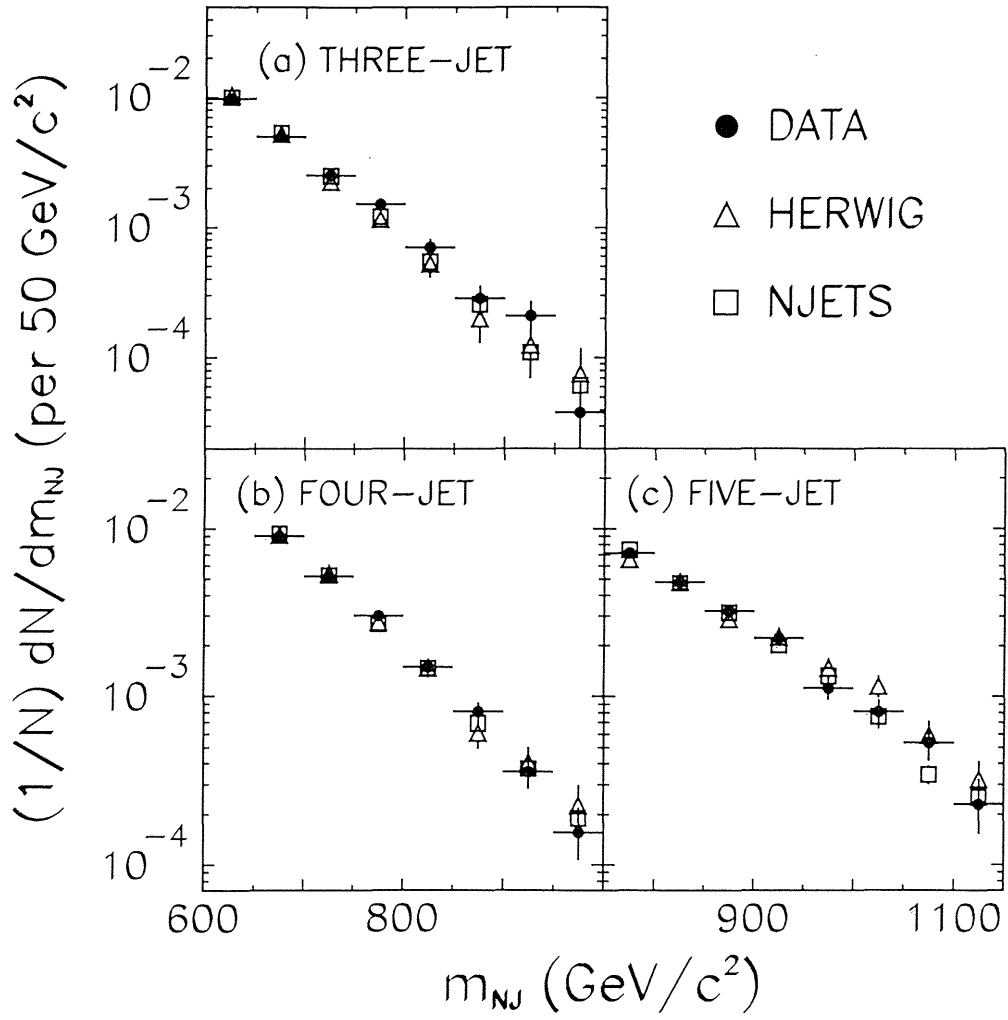 (a) THREE-JET
DATA
HERWIG
NJETS
10⁻²
10⁻³
10⁻⁴
(1/N) dN/dm_NJ (per 50 GeV/c²)
(b) FOUR-JET
(c) FIVE-JET
10⁻²
10⁻³
10⁻⁴
600
800
900
1100
m_NJ (GeV/c²)